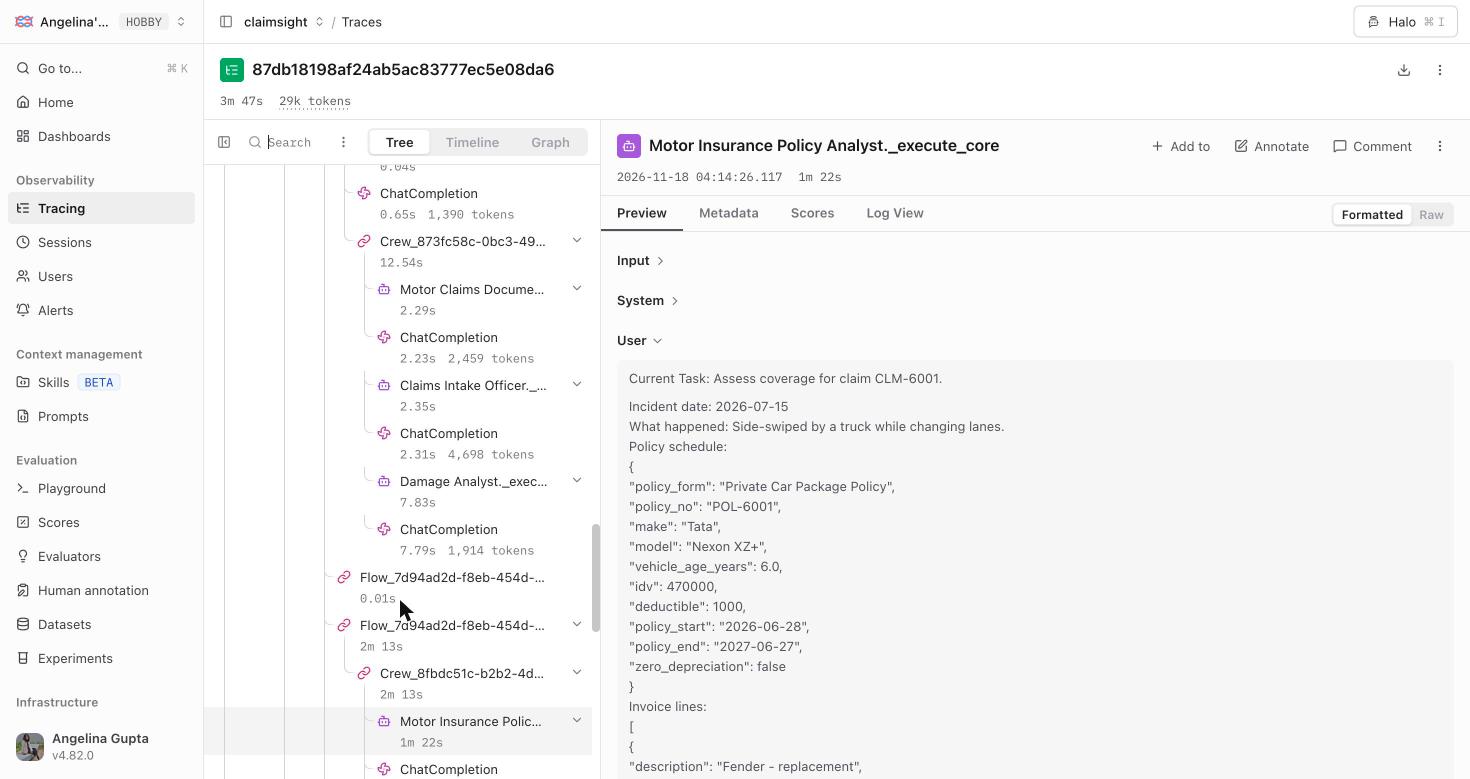 Angelina'... HOBBY
claimsight / Traces
Halo ⌘ I
Go to... ⌘ K
Home
Dashboards
Observability
Tracing
Sessions
Users
Alerts
Context management
Skills BETA
Prompts
Evaluation
Playground
Scores
Evaluators
Human annotation
Datasets
Experiments
Infrastructure
Angelina Gupta
v4.82.0
87db18198af24ab5ac83777ec5e08da6
3m 47s 29k tokens
Search
Tree Timeline Graph
0.04s
ChatCompletion
0.65s 1,390 tokens
Crew_873fc58c-0bc3-49...
12.54s
Motor Claims Docume...
2.29s
ChatCompletion
2.23s 2,459 tokens
Claims Intake Officer._...
2.35s
ChatCompletion
2.31s 4,698 tokens
Damage Analyst._exec...
7.83s
ChatCompletion
7.79s 1,914 tokens
Flow_7d94ad2d-f8eb-454d-...
0.01s
Flow_7d94ad2d-f8eb-454d-...
2m 13s
Crew_8fbdc51c-b2b2-4d...
2m 13s
Motor Insurance Polic...
1m 22s
ChatCompletion
Motor Insurance Policy Analyst._execute_core
Add to Annotate Comment
2026-11-18 04:14:26.117 1m 22s
Preview Metadata Scores Log View
Formatted Raw
Input
System
User
Current Task: Assess coverage for claim CLM-6001.
Incident date: 2026-07-15
What happened: Side-swiped by a truck while changing lanes.
Policy schedule:
{
"policy_form": "Private Car Package Policy",
"policy_no": "POL-6001",
"make": "Tata",
"model": "Nexon XZ+",
"vehicle_age_years": 6.0,
"idv": 470000,
"deductible": 1000,
"policy_start": "2026-06-28",
"policy_end": "2027-06-27",
"zero_depreciation": false
}
Invoice lines:
[
{
"description": "Fender - replacement",